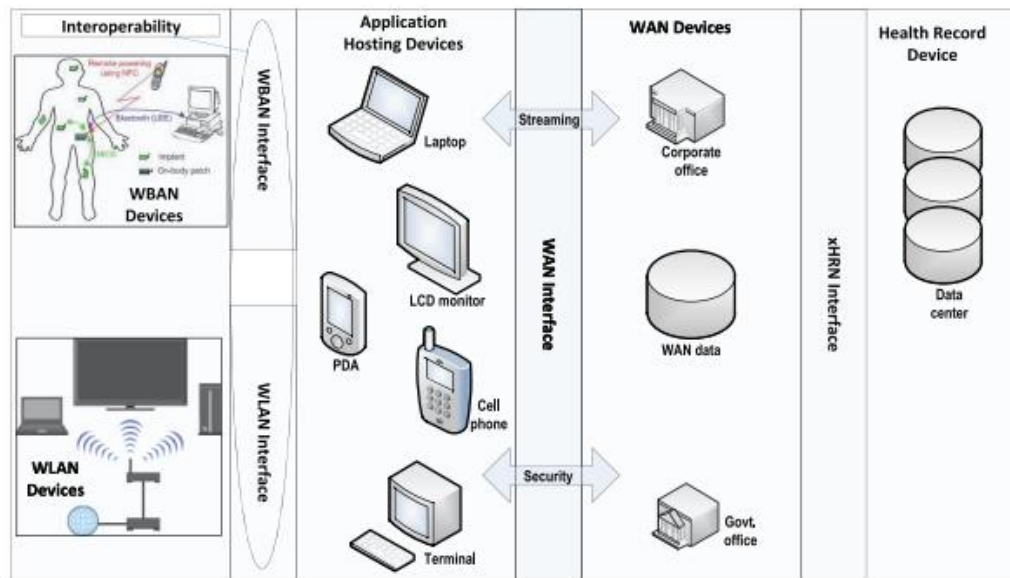 Interoperability
Remote powering
using NFC
Bluetooth (UBE)
MICS
Implant
On-body patch
WBAN
Devices
WBAN Interface
WLAN
Devices
WLAN Interface
Application
Hosting Devices
Laptop
LCD monitor
PDA
Cell
phone
Terminal
Streaming
WAN Interface
Security
WAN Devices
Corporate
office
WAN data
Govt.
office
xHRN Interface
Health Record
Device
Data
center